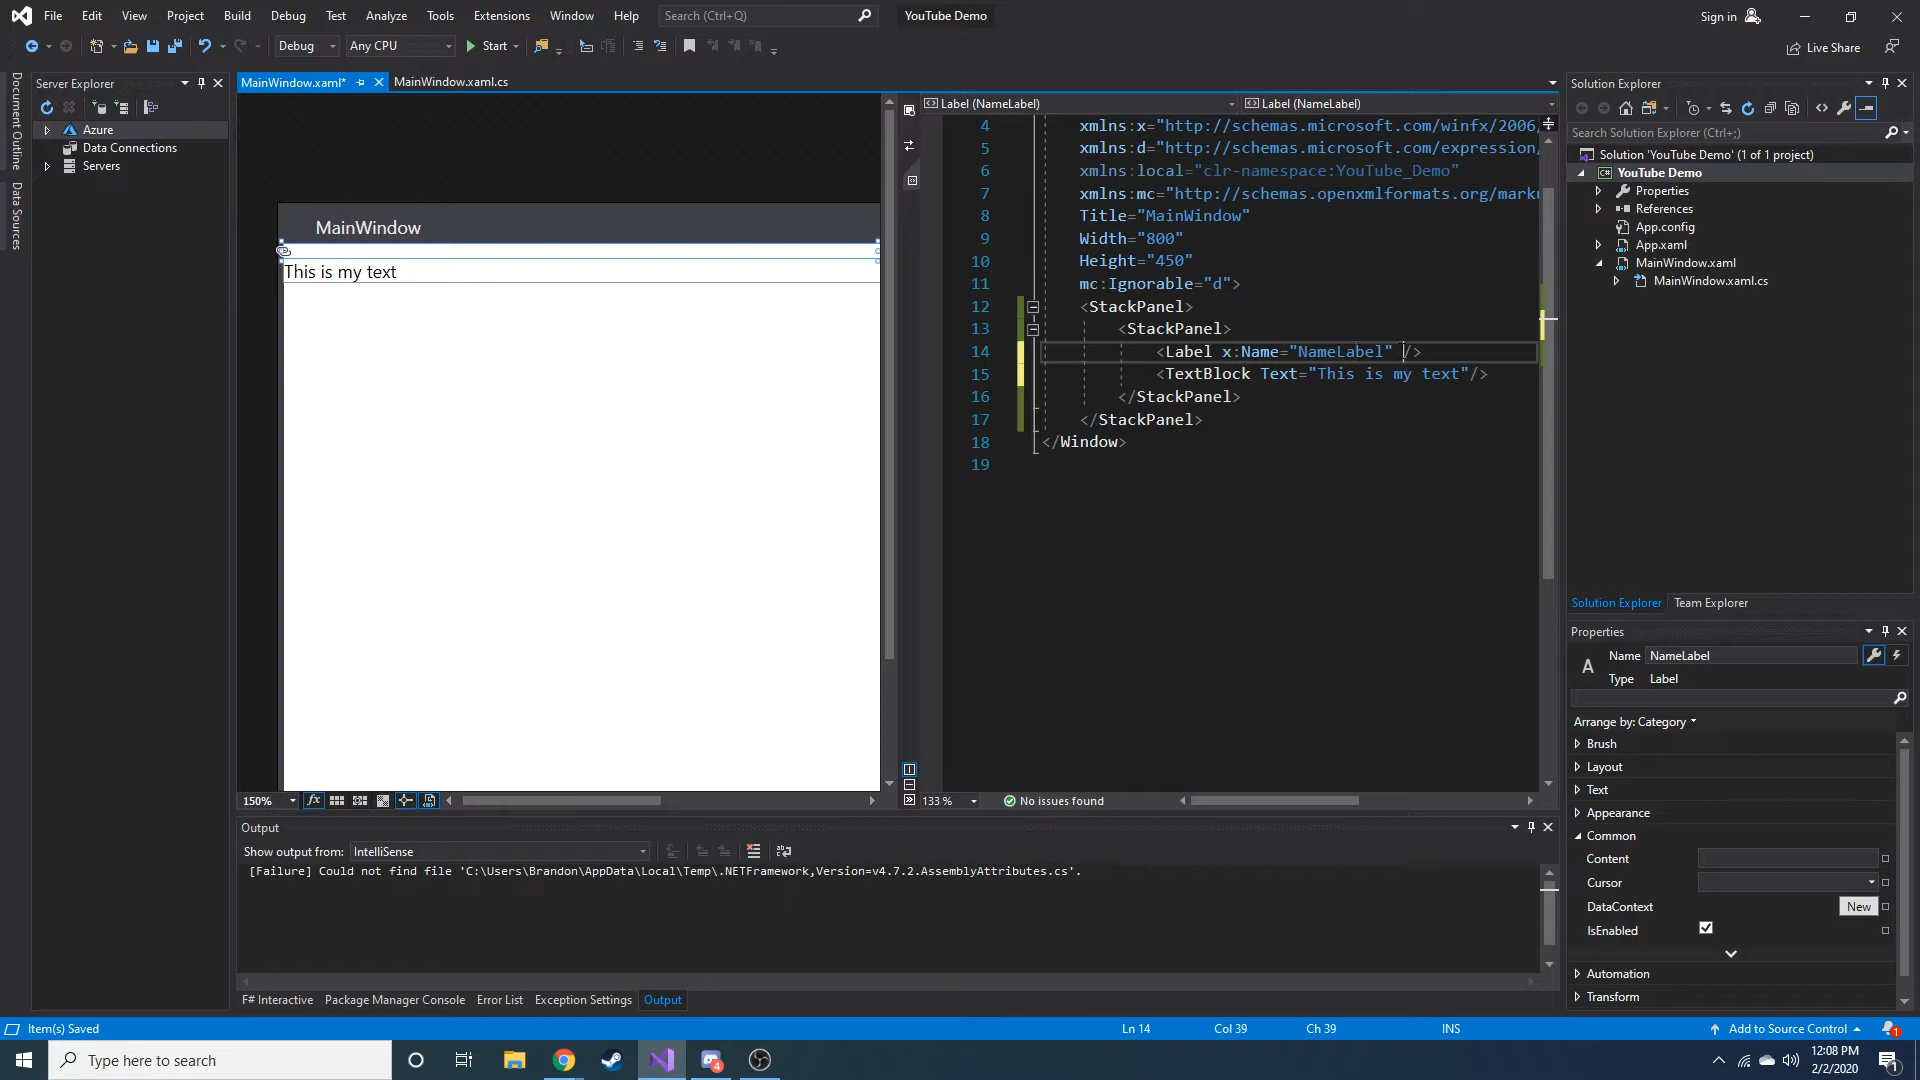 File Edit View Project Build Debug Test Analyze Tools Extensions Window Help Search (Ctrl+Q) YouTube Demo Sign in
Debug Any CPU Start Live Share
Document Outline
Data Sources
Server Explorer
Azure
Data Connections
Servers
MainWindow.xaml* MainWindow.xaml.cs
MainWindow
This is my text
Label (NameLabel) Label (NameLabel)
4 xmlns:x="http://schemas.microsoft.com/winfx/2006/
5 xmlns:d="http://schemas.microsoft.com/expression/
6 xmlns:local="clr-namespace:YouTube_Demo"
7 xmlns:mc="http://schemas.openxmlformats.org/marku
8 Title="MainWindow"
9 Width="800"
10 Height="450"
11 mc:Ignorable="d">
12 <StackPanel>
13 <StackPanel>
14 <Label x:Name="NameLabel" />
15 <TextBlock Text="This is my text"/>
16 </StackPanel>
17 </StackPanel>
18 </Window>
19
150%
133 % No issues found
Output
Show output from: IntelliSense
[Failure] Could not find file 'C:\Users\Brandon\AppData\Local\Temp\.NETFramework,Version=v4.7.2.AssemblyAttributes.cs'.
F# Interactive Package Manager Console Error List Exception Settings Output
Solution Explorer
Search Solution Explorer (Ctrl+;)
Solution 'YouTube Demo' (1 of 1 project)
YouTube Demo
Properties
References
App.config
App.xaml
MainWindow.xaml
MainWindow.xaml.cs
Solution Explorer Team Explorer
Properties
Name NameLabel
Type Label
Arrange by: Category
Brush
Layout
Text
Appearance
Common
Content
Cursor
DataContext New
IsEnabled
Automation
Transform
Item(s) Saved Ln 14 Col 39 Ch 39 INS Add to Source Control 1
Type here to search 4 12:08 PM
2/2/2020 1